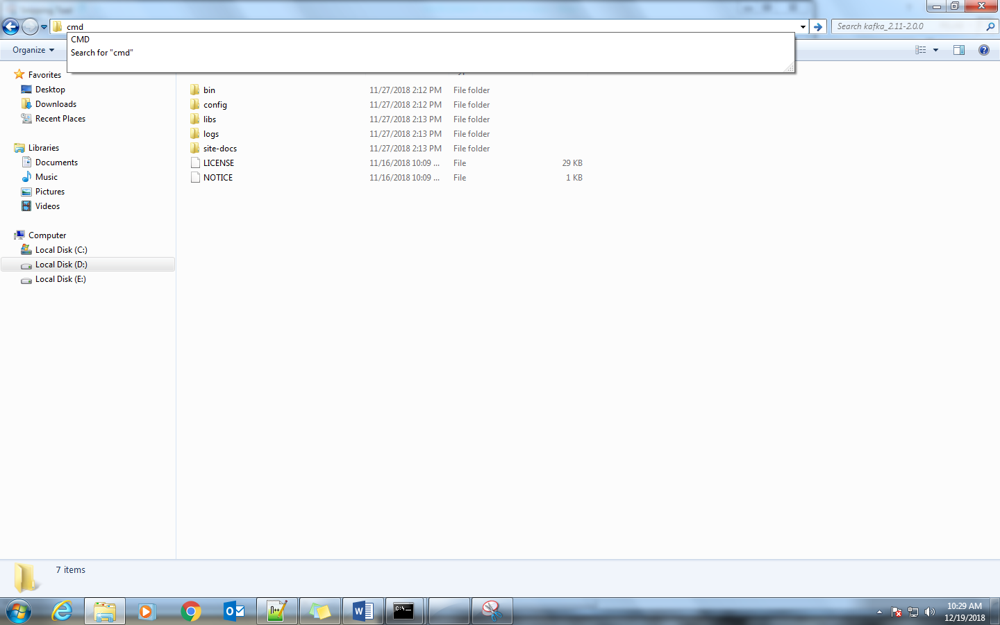 cmd
Search kafka_2.11-2.0.0
CMD
Search for "cmd"
Organize
Favorites
Desktop
Downloads
Recent Places
Libraries
Documents
Music
Pictures
Videos
Computer
Local Disk (C:)
Local Disk (D:)
Local Disk (E:)
bin 11/27/2018 2:12 PM File folder
config 11/27/2018 2:12 PM File folder
libs 11/27/2018 2:13 PM File folder
logs 11/27/2018 2:13 PM File folder
site-docs 11/27/2018 2:13 PM File folder
LICENSE 11/16/2018 10:09 ... File 29 KB
NOTICE 11/16/2018 10:09 ... File 1 KB
7 items
10:29 AM
12/19/2018